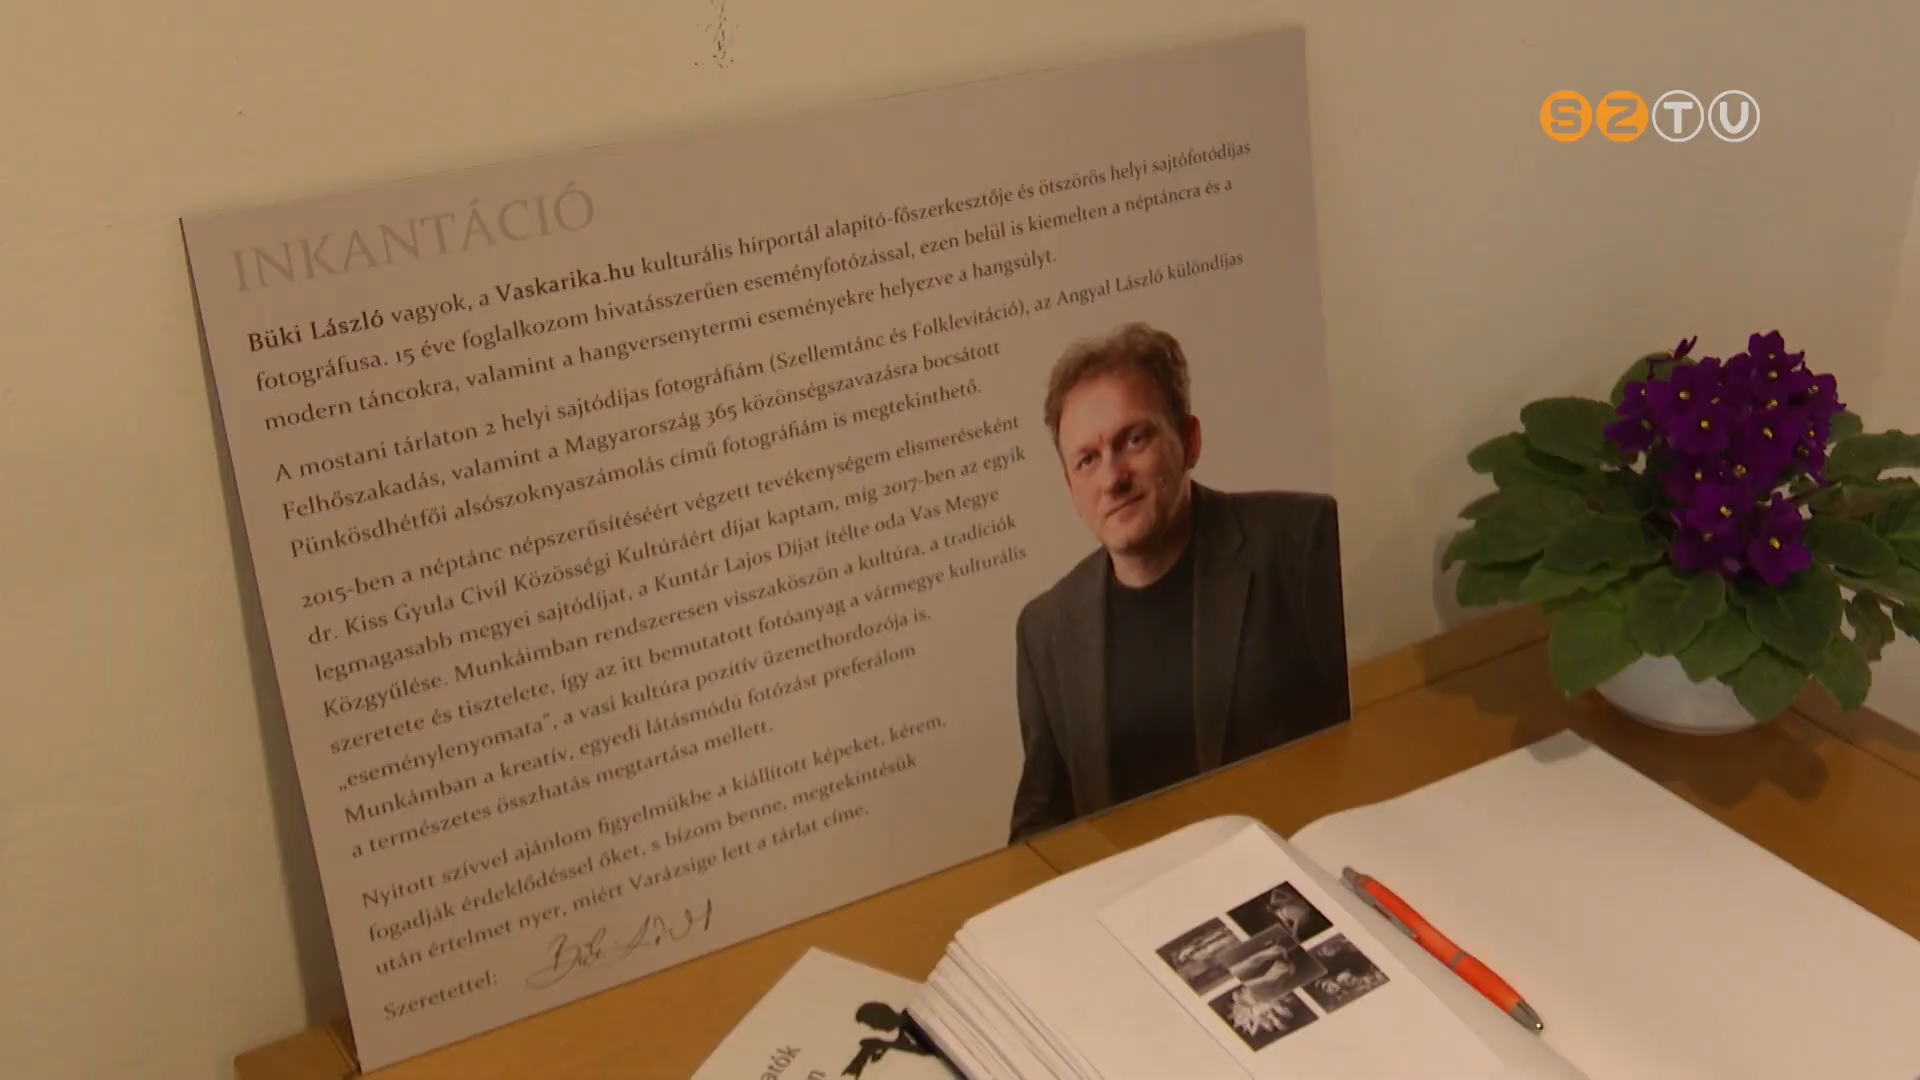 SZTV
INKANTÁCIÓ
Büki László vagyok, a Vaskarika.hu kulturális hírportál alapító-főszerkesztője és ötszörös helyi sajtófotódíjas
fotográfusa. 15 éve foglalkozom hivatásszerűen eseményfotózással, ezen belül is kiemelten a néptáncra és a
modern táncokra, valamint a hangversenytermi eseményekre helyezve a hangsúlyt.
A mostani tárlaton 2 helyi sajtódíjas fotográfiám (Szellemtánc és Folklevitáció), az Angyal László különdíjas
Felhőszakadás, valamint a Magyarország 365 közönségszavazásra bocsátott
Pünkösdhétfői alsószoknyaszámolás című fotográfiám is megtekinthető.
2015-ben a néptánc népszerűsítéséért végzett tevékenységem elismeréseként
dr. Kiss Gyula Civil Közösségi Kultúráért díjat kaptam, míg 2017-ben az egyik
legmagasabb megyei sajtódíjat, a Kuntár Lajos Díjat ítélte oda Vas Megye
Közgyűlése. Munkáimban rendszeresen visszaköszön a kultúra, a tradíciók
szeretete és tisztelete, így az itt bemutatott fotóanyag a vármegye kulturális
„eseménylenyomata", a vasi kultúra pozitív üzenethordozója is.
Munkámban a kreatív, egyedi látásmódú fotózást preferálom
a természetes összhatás megtartása mellett.
Nyitott szívvel ajánlom figyelmükbe a kiállított képeket, kérem,
fogadják érdeklődéssel őket, s bízom benne, megtekintésük
után értelmet nyer, miért Varázsige lett a tárlat címe.
Szeretettel: